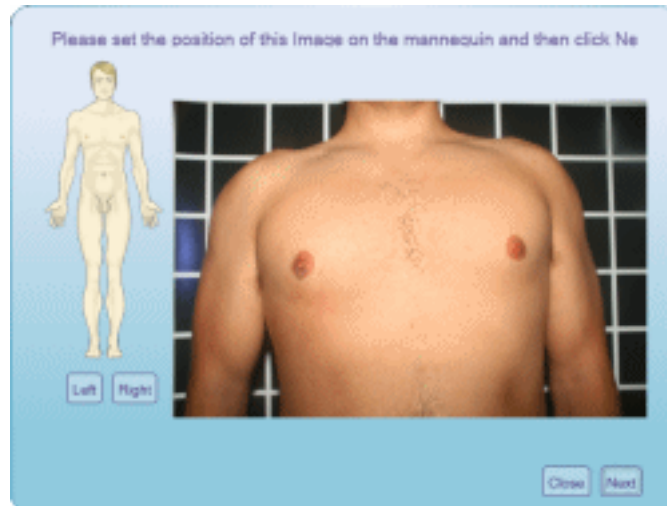 Please set the position of this Image on the mannequin and then click Ne
Left Right
Close Next